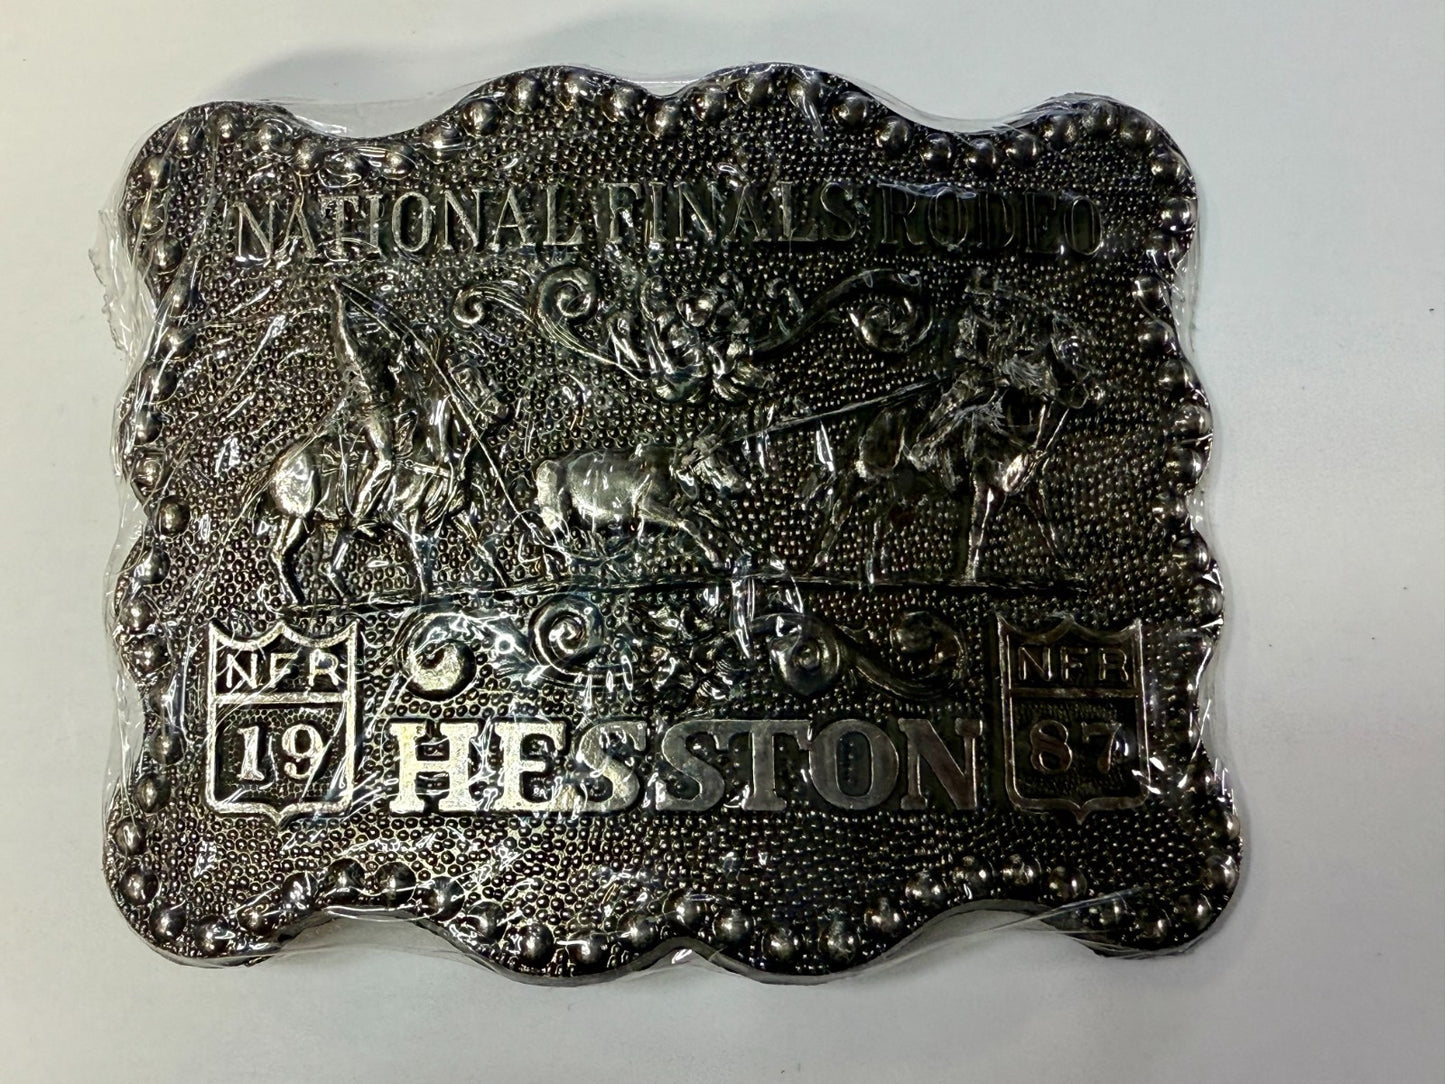 NATIONAL FINALS RODEO
NFR
19
HESSTON
NFR
87